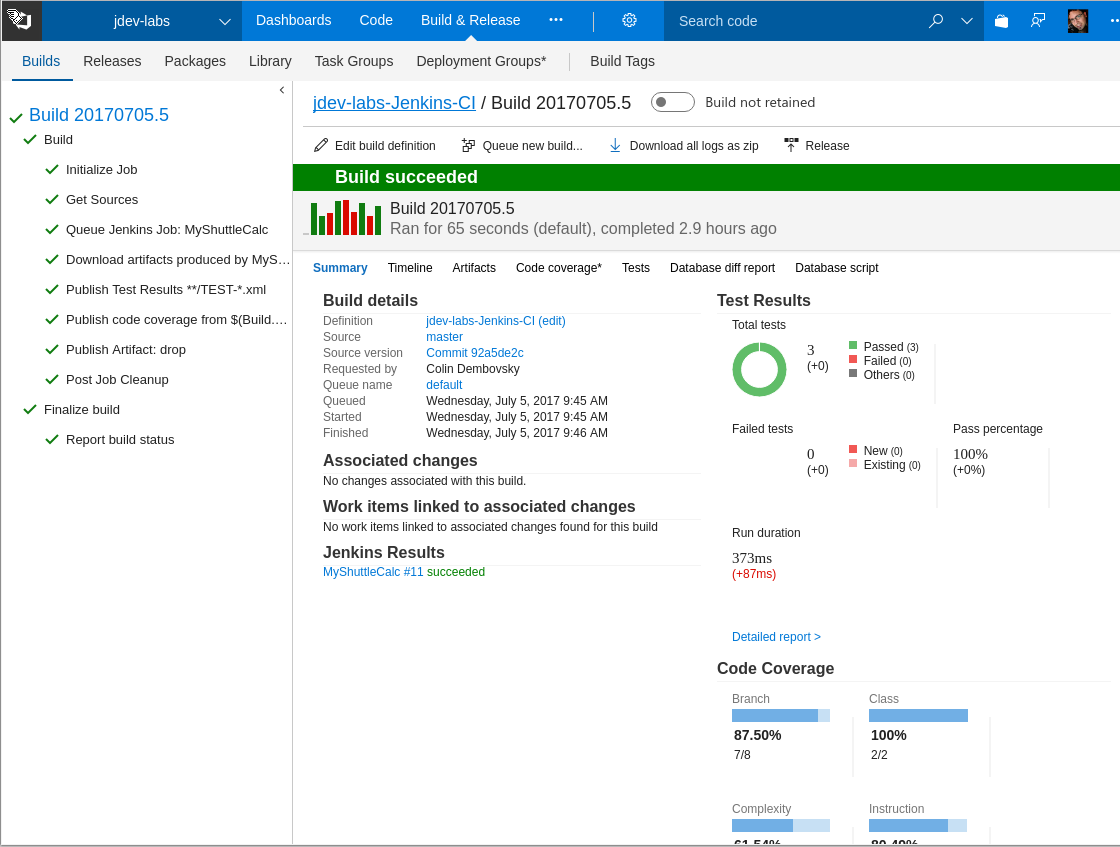 jdev-labs
Dashboards
Code
Build & Release
Search code
Builds
Releases
Packages
Library
Task Groups
Deployment Groups*
Build Tags
Build 20170705.5
Build
Initialize Job
Get Sources
Queue Jenkins Job: MyShuttleCalc
Download artifacts produced by MyS...
Publish Test Results **/TEST-*.xml
Publish code coverage from $(Build....
Publish Artifact: drop
Post Job Cleanup
Finalize build
Report build status
jdev-labs-Jenkins-CI / Build 20170705.5
Build not retained
Edit build definition
Queue new build...
Download all logs as zip
Release
Build succeeded
Build 20170705.5
Ran for 65 seconds (default), completed 2.9 hours ago
Summary
Timeline
Artifacts
Code coverage*
Tests
Database diff report
Database script
Build details
Definition jdev-labs-Jenkins-CI (edit)
Source master
Source version Commit 92a5de2c
Requested by Colin Dembovsky
Queue name default
Queued Wednesday, July 5, 2017 9:45 AM
Started Wednesday, July 5, 2017 9:45 AM
Finished Wednesday, July 5, 2017 9:46 AM
Associated changes
No changes associated with this build.
Work items linked to associated changes
No work items linked to associated changes found for this build
Jenkins Results
MyShuttleCalc #11 succeeded
Test Results
Total tests
3
(+0)
Passed (3)
Failed (0)
Others (0)
Failed tests
0
(+0)
New (0)
Existing (0)
Pass percentage
100%
(+0%)
Run duration
373ms
(+87ms)
Detailed report >
Code Coverage
Branch
87.50%
7/8
Class
100%
2/2
Complexity
61.54%
Instruction
89.49%